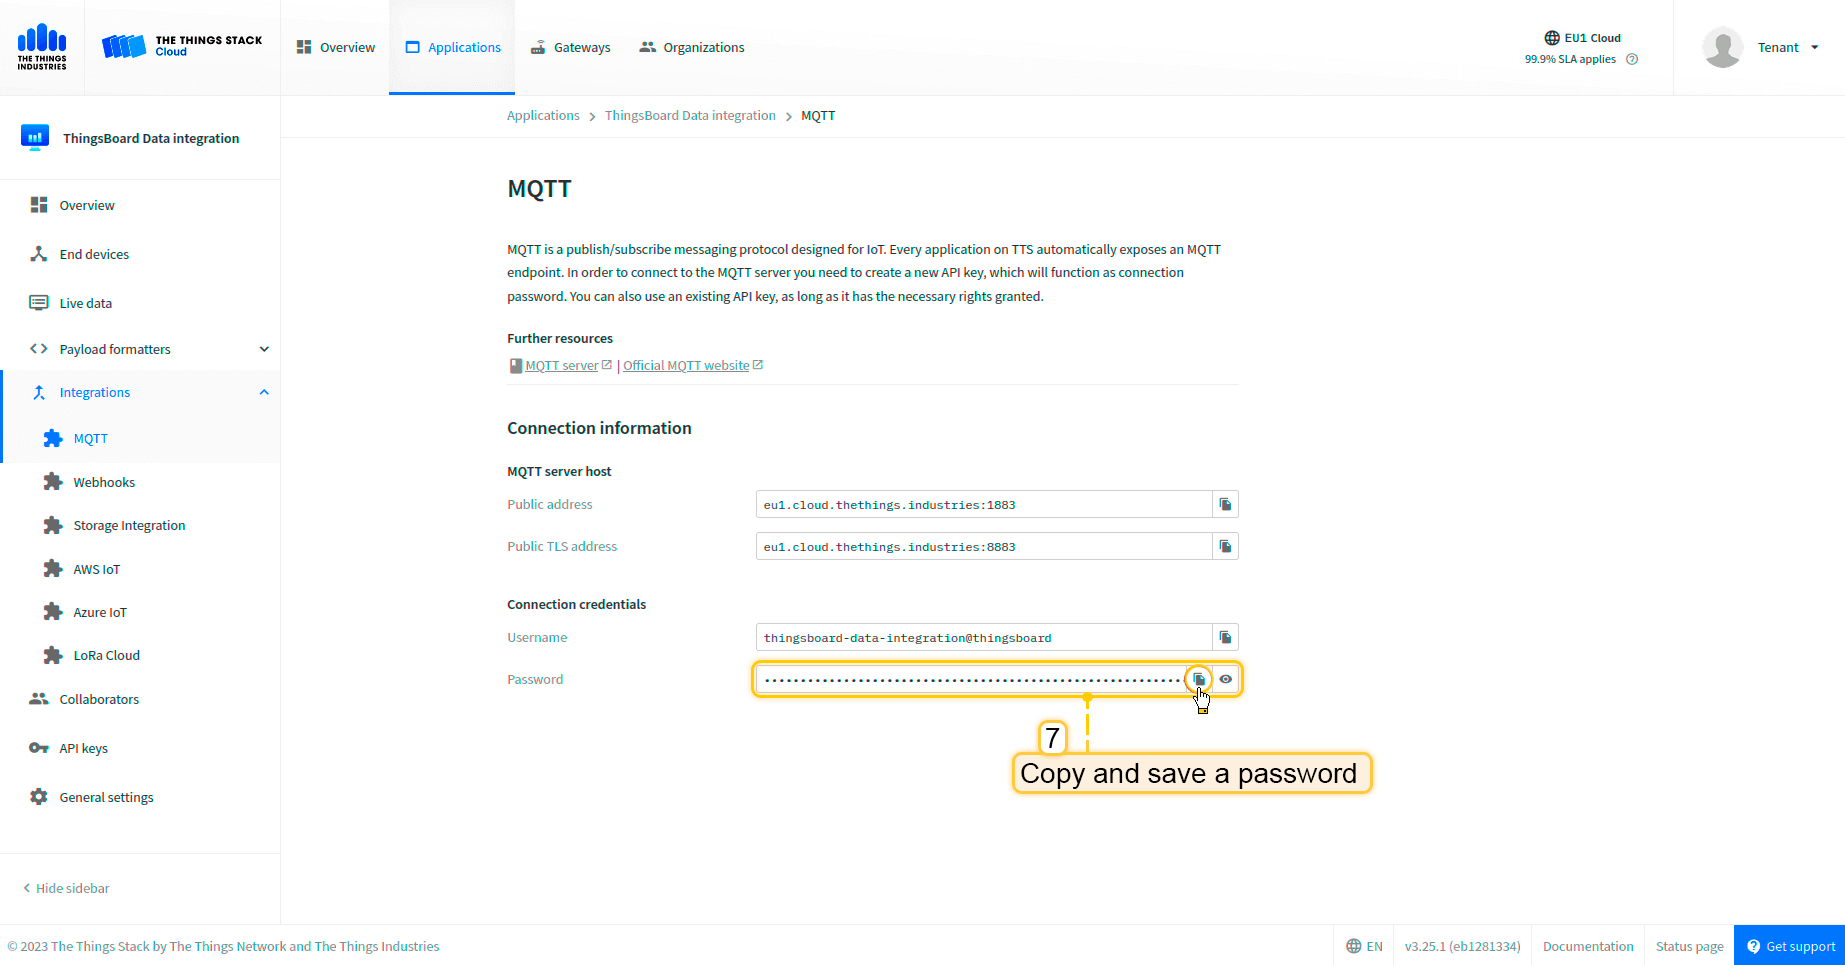 THE THINGS INDUSTRIES
THE THINGS STACK
Cloud
Overview
Applications
Gateways
Organizations
EU1 Cloud
99.9% SLA applies
Tenant
ThingsBoard Data integration
Overview
End devices
Live data
Payload formatters
Integrations
MQTT
Webhooks
Storage Integration
AWS IoT
Azure IoT
LoRa Cloud
Collaborators
API keys
General settings
Hide sidebar
Applications > ThingsBoard Data integration > MQTT
MQTT
MQTT is a publish/subscribe messaging protocol designed for IoT. Every application on TTS automatically exposes an MQTT
endpoint. In order to connect to the MQTT server you need to create a new API key, which will function as connection
password. You can also use an existing API key, as long as it has the necessary rights granted.
Further resources
MQTT server | Official MQTT website
Connection information
MQTT server host
Public address eu1.cloud.thethings.industries:1883
Public TLS address eu1.cloud.thethings.industries:8883
Connection credentials
Username thingsboard-data-integration@thingsboard
Password
7
Copy and save a password
© 2023 The Things Stack by The Things Network and The Things Industries
EN
v3.25.1 (eb1281334)
Documentation
Status page
Get support